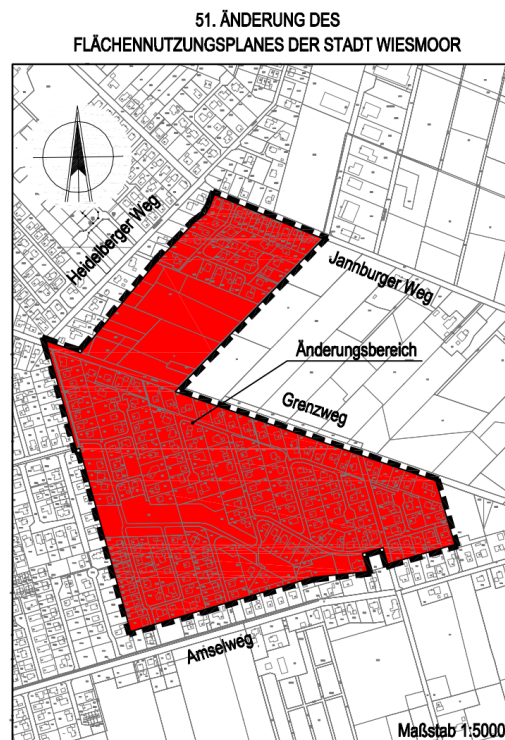 51. ÄNDERUNG DES
FLÄCHENNUTZUNGSPLANES DER STADT WIESMOOR
Heidelberger Weg
Jannburger Weg
Änderungsbereich
Grenzweg
Amselweg
Maßstab 1:5000